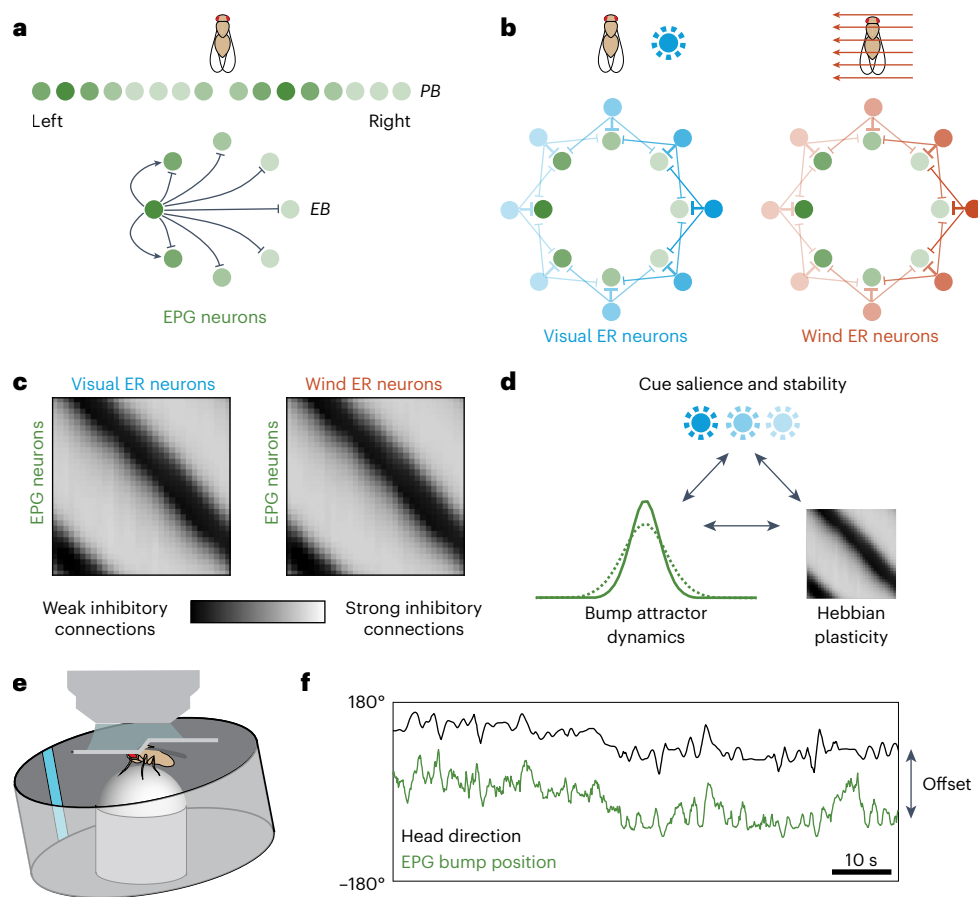 a
PB
Left
Right
EB
EPG neurons
b
Visual ER neurons
Wind ER neurons
c
Visual ER neurons
Wind ER neurons
EPG neurons
EPG neurons
Weak inhibitory
connections
Strong inhibitory
connections
d
Cue salience and stability
Bump attractor
dynamics
Hebbian
plasticity
e
f
180°
Offset
Head direction
EPG bump position
10 s
–180°